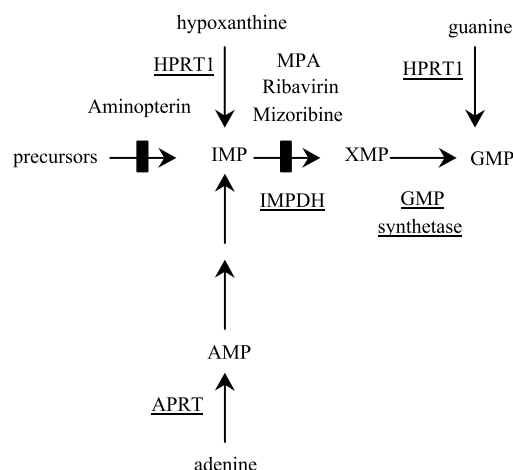 hypoxanthine
guanine
HPRT1
MPA
HPRT1
Ribavirin
Aminopterin
Mizoribine
precursors
IMP
XMP
GMP
IMPDH
GMP
synthetase
AMP
APRT
adenine